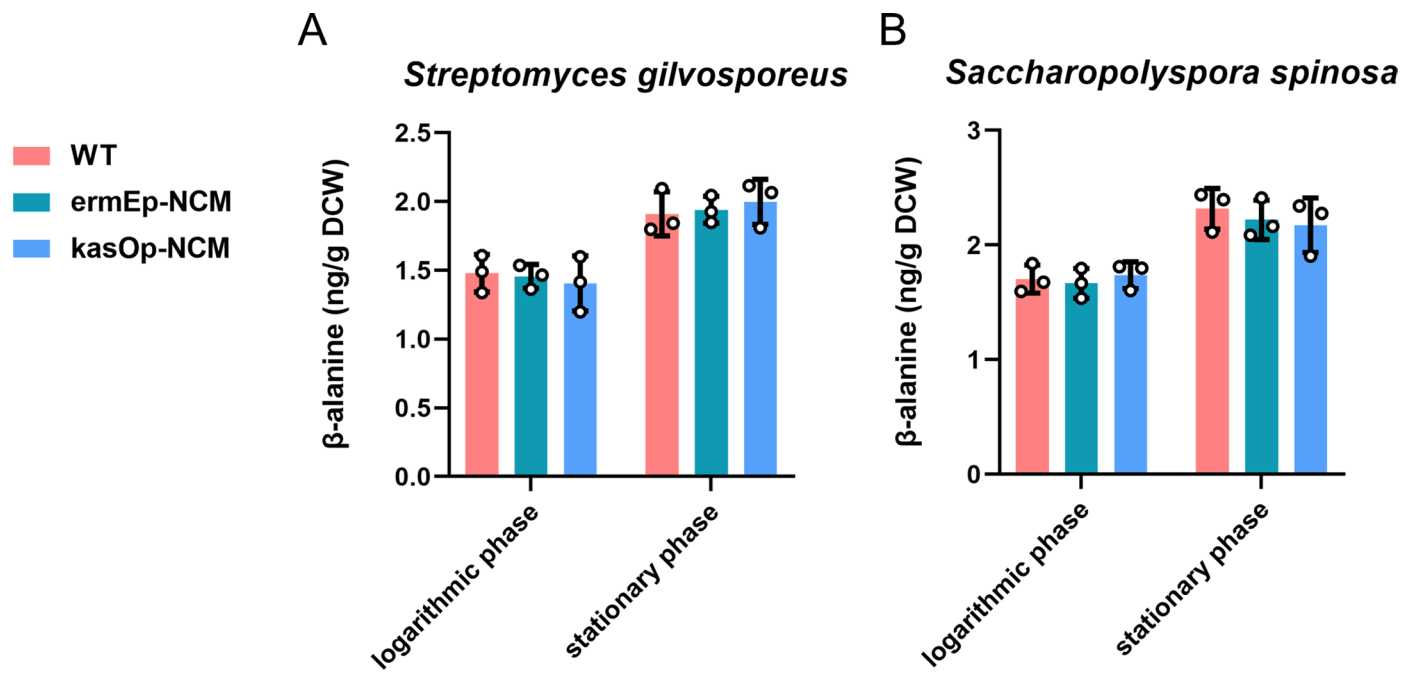 A
B
Streptomyces gilvosporeus
Saccharopolyspora spinosa
WT
ermEp-NCM
kasOp-NCM
β-alanine (ng/g DCW)
2.5
2.0
1.5
1.0
0.5
0.0
logarithmic phase
stationary phase
β-alanine (ng/g DCW)
3
2
1
0
logarithmic phase
stationary phase